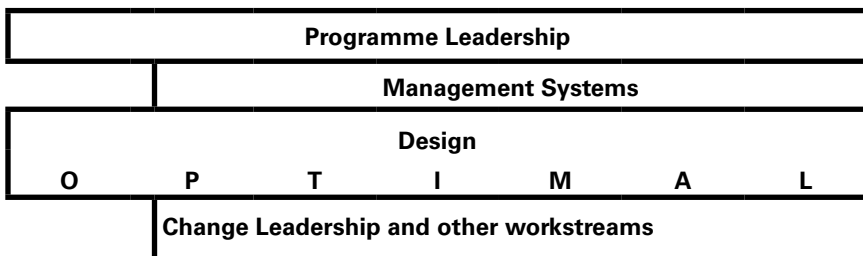 Programme Leadership
Management Systems
Design
O P T I M A L
Change Leadership and other workstreams